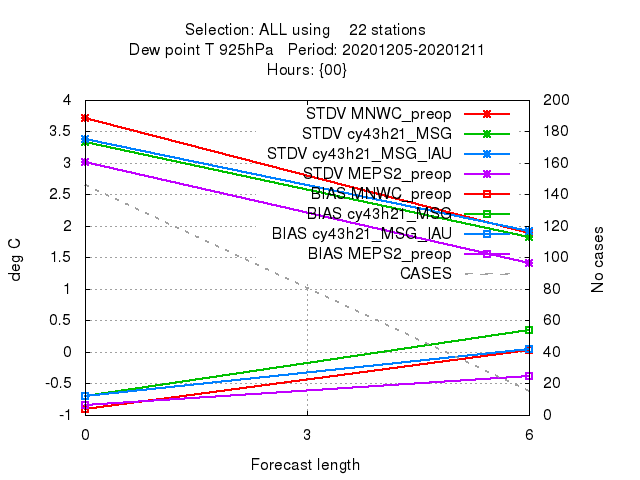 Selection: ALL using 22 stations
Dew point T 925hPa Period: 20201205-20201211
Hours: {00}
4 200
3.5 180
3 160
2.5 140
2 120
1.5 100
1 80
0.5 60
0 40
-0.5 20
-1 0
STDV MNWC_preop
STDV cy43h21_MSG
STDV cy43h21_MSG_IAU
STDV MEPS2_preop
BIAS MNWC_preop
BIAS cy43h21_MSG
BIAS cy43h21_MSG_IAU
BIAS MEPS2_preop
CASES
deg C
No cases
0 3 6
Forecast length